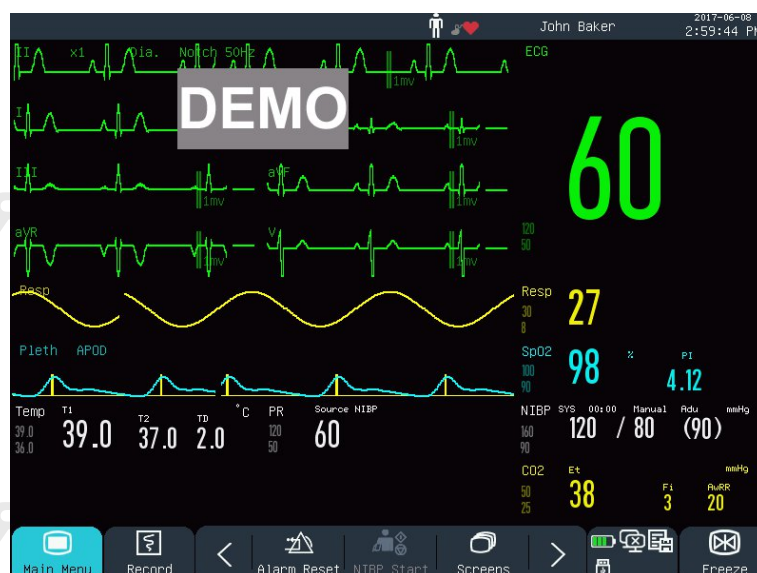 John Baker
2017-06-08
2:59:44 PM
II x1 Dia. Notch 50Hz
1mv
DEMO
I
1mv
III
1mv
aVF
1mv
aVR
1mv
V
1mv
ECG
60
120
50
Resp
Resp
30
8
27
Pleth APOD
SpO2
100
90
98
%
PI
4.12
Temp
39.0
36.0
T1
39.0
T2
37.0
TD
2.0
°C
PR
120
50
Source NIBP
60
NIBP
160
90
SYS 00:00 Manual Adu mmHg
120 / 80 (90)
CO2
50
25
Et
38
mmHg
Fi
3
AwRR
20
Main Menu
Record
Alarm Reset
NIBP Start
Screens
Freeze